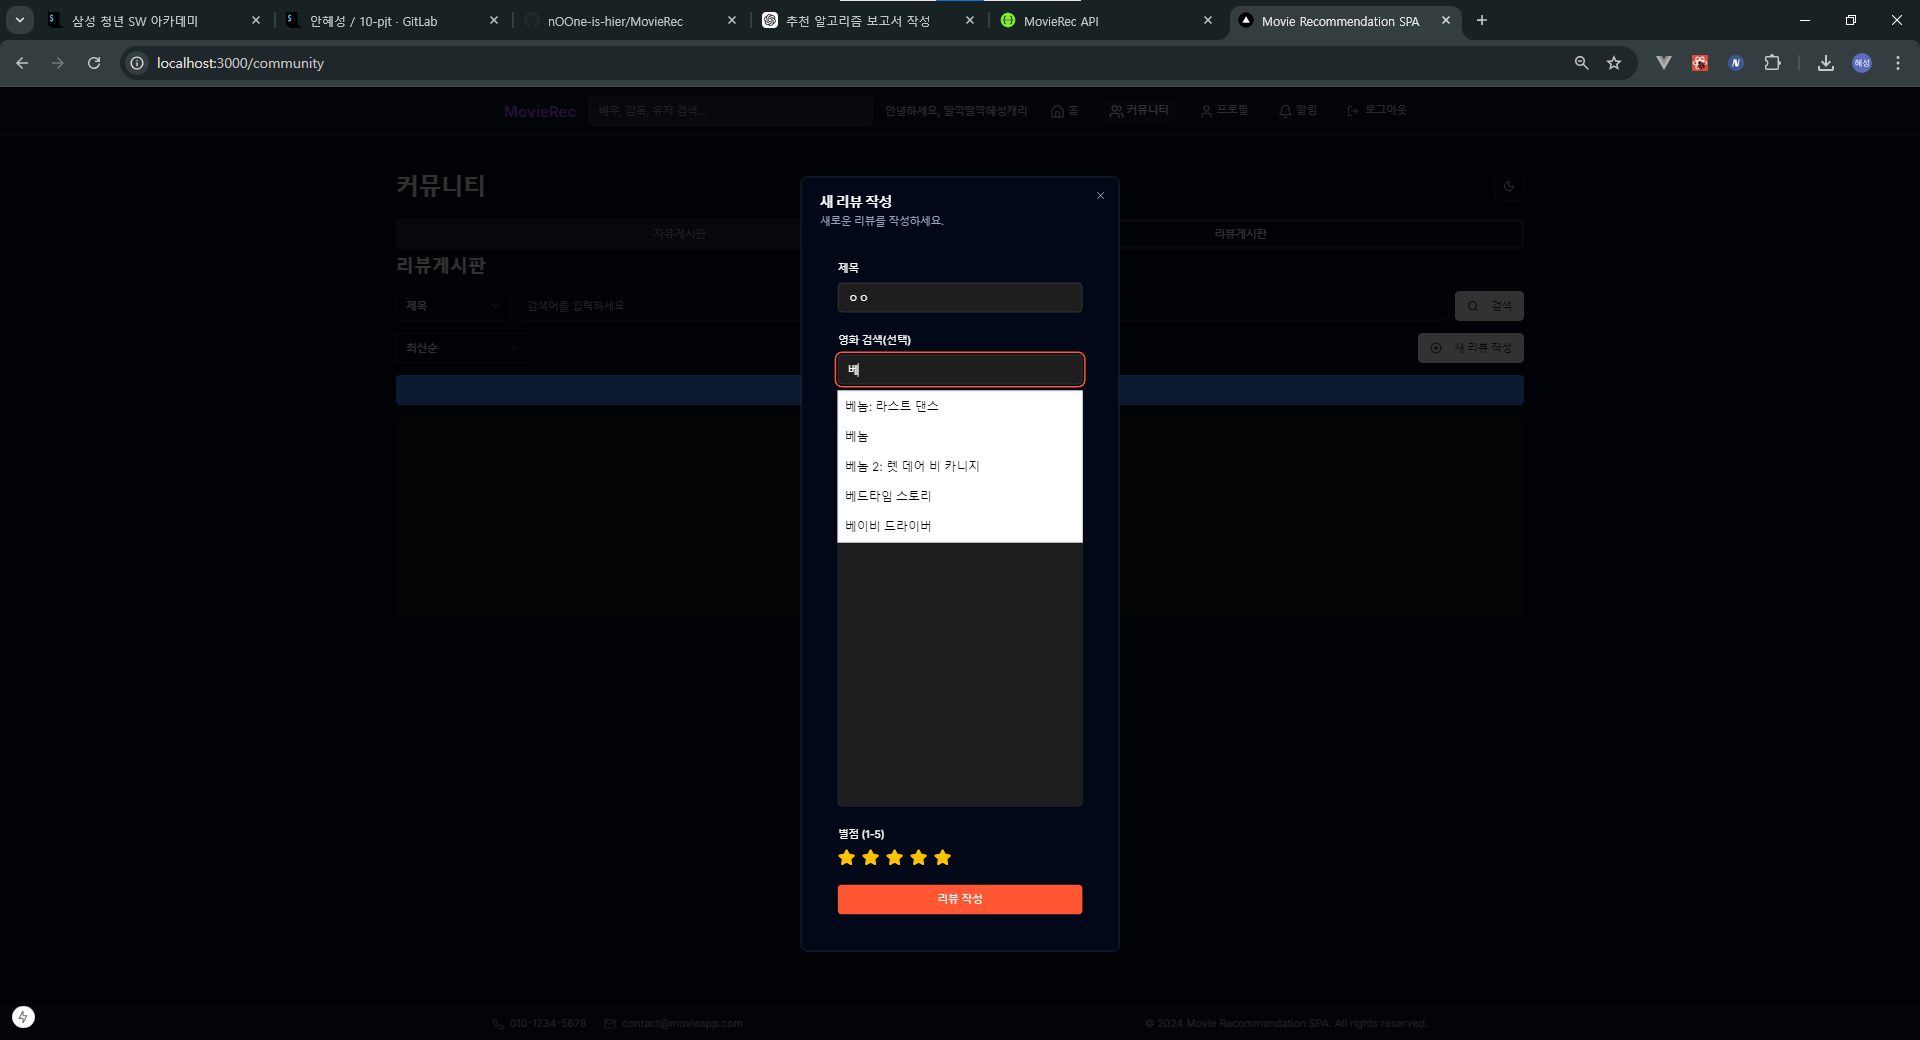 삼성 청년 SW 아카데미
안혜성 / 10-pjt · GitLab
nOOne-is-hier/MovieRec
추천 알고리즘 보고서 작성
MovieRec API
Movie Recommendation SPA
localhost:3000/community
혜성
MovieRec
배우, 감독, 유저 검색...
안녕하세요, 딸깍딸깍혜성캐리
홈
커뮤니티
프로필
알림
로그아웃
커뮤니티
자유게시판
리뷰게시판
리뷰게시판
제목
검색어를 입력하세요
검색
최신순
새 리뷰 작성
새 리뷰 작성
새로운 리뷰를 작성하세요.
제목
ㅇㅇ
영화 검색(선택)
베
베놈: 라스트 댄스
베놈
베놈 2: 렛 데어 비 카니지
베드타임 스토리
베이비 드라이버
별점 (1-5)
리뷰 작성
010-1234-5678
contact@movieapp.com
© 2024 Movie Recommendation SPA. All rights reserved.